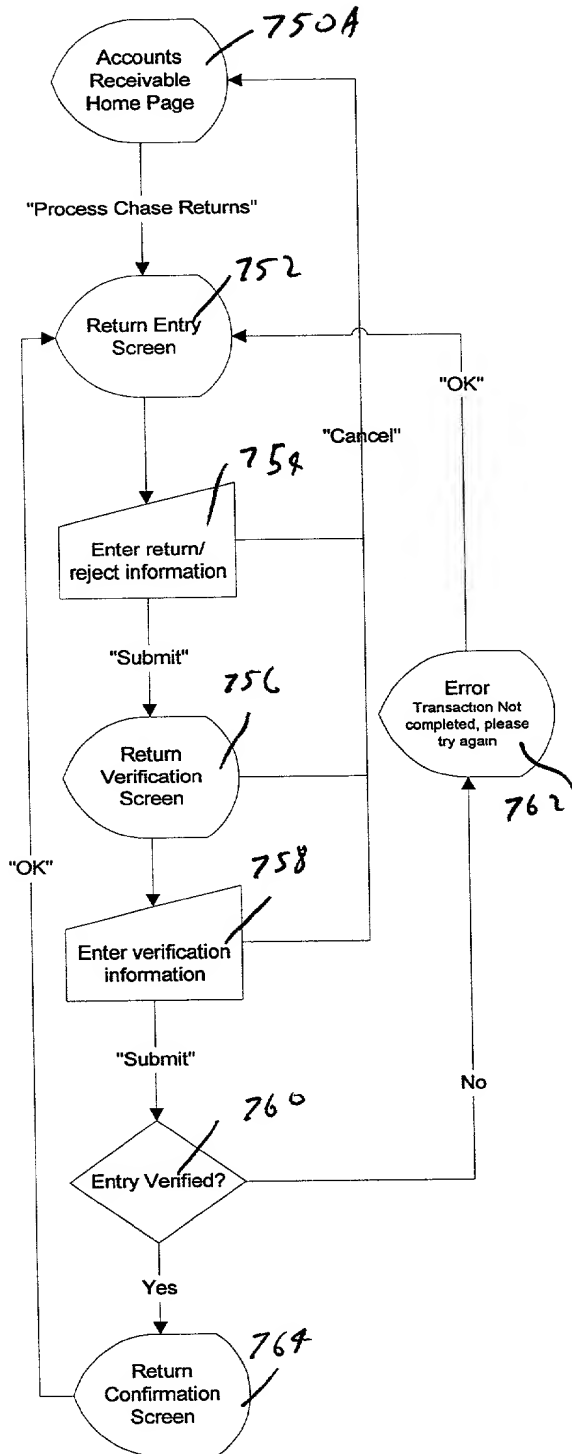 750A
Accounts
Receivable
Home Page
"Process Chase Returns"
752
Return Entry
Screen
"OK"
"Cancel"
754
Enter return/
reject information
"Submit"
756
Return
Verification
Screen
Error
Transaction Not
completed, please
try again
762
"OK"
758
Enter verification
information
"Submit"
No
760
Entry Verified?
Yes
764
Return
Confirmation
Screen